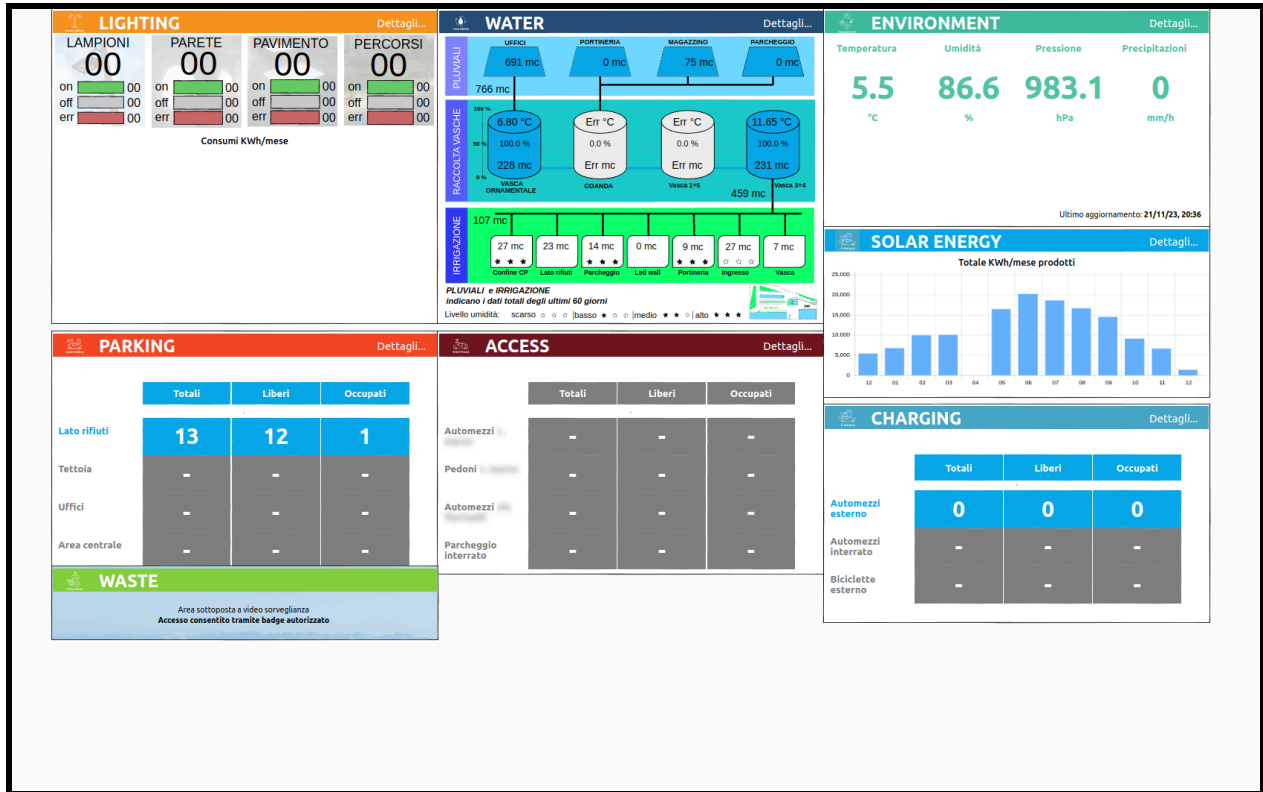 LIGHTING
Dettagli...
LAMPIONI PARETE PAVIMENTO PERCORSI
00 00 00 00
on 00 on 00 on 00 on 00
off 00 off 00 off 00 off 00
err 00 err 00 err 00 err 00
Consumi KWh/mese
WATER
Dettagli...
PLUVIALI
UFFICI PORTINERIA MAGAZZINO PARCHEGGIO
691 mc 0 mc 75 mc 0 mc
766 mc
RACCOLTA VASCHE
100 %
50 %
0 %
6.80 °C Err °C Err °C 11.65 °C
100.0 % 0.0 % 0.0 % 100.0 %
228 mc Err mc Err mc 231 mc
VASCA ORNAMENTALE COANDA Vasca 1+5 Vasca 3+4
459 mc
IRRIGAZIONE
107 mc
27 mc 23 mc 14 mc 0 mc 9 mc 27 mc 7 mc
Confine CP Lato rifiuti Parcheggio Led wall Portineria Ingresso Vasca
PLUVIALI e IRRIGAZIONE
indicano i dati totali degli ultimi 60 giorni
Livello umidità: scarso ☆ ☆ ☆ |basso ★ ☆ ☆ |medio ★ ★ ☆ |alto ★ ★ ★
ENVIRONMENT
Dettagli...
Temperatura Umidità Pressione Precipitazioni
5.5 86.6 983.1 0
°C % hPa mm/h
Ultimo aggiornamento: 21/11/23, 20:36
SOLAR ENERGY
Dettagli...
Totale KWh/mese prodotti
25,000
20,000
15,000
10,000
5,000
0
12 01 02 03 04 05 06 07 08 09 10 11 12
PARKING
Dettagli...
Totali Liberi Occupati
Lato rifiuti 13 12 1
Tettoia - - -
Uffici - - -
Area centrale - - -
ACCESS
Dettagli...
Totali Liberi Occupati
Automezzi - - -
Pedoni - - -
Automezzi - - -
Parcheggio interrato - - -
CHARGING
Dettagli...
Totali Liberi Occupati
Automezzi esterno 0 0 0
Automezzi interrato - - -
Biciclette esterno - - -
WASTE
Area sottoposta a video sorveglianza
Accesso consentito tramite badge autorizzato